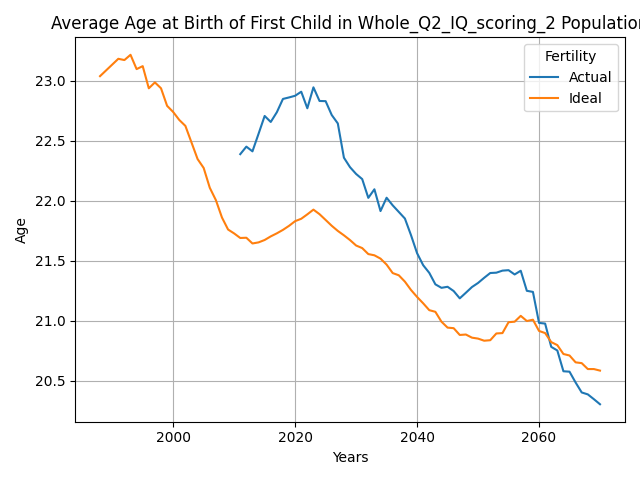 Average Age at Birth of First Child in Whole_Q2_IQ_scoring_2 Population
Fertility
Actual
Ideal
23.0
22.5
22.0
21.5
21.0
20.5
Age
2000
2020
2040
2060
Years